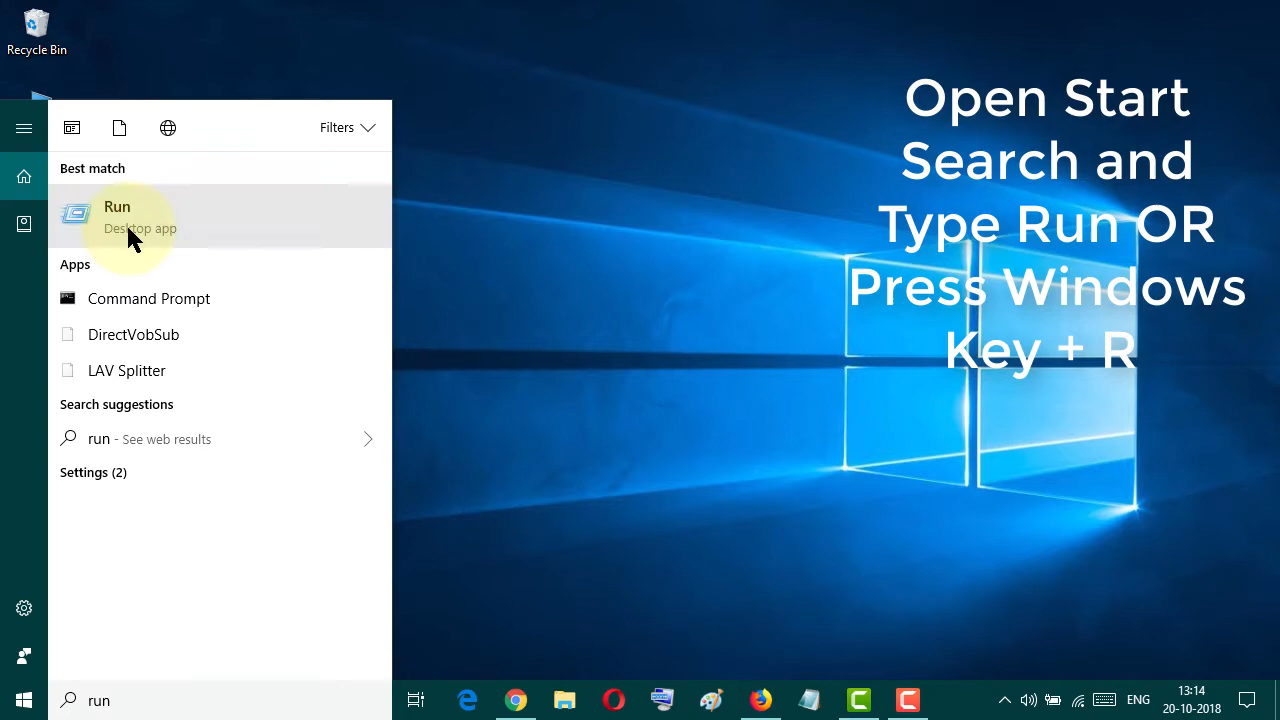 Recycle Bin
Filters
Best match
Run
Desktop app
Apps
Command Prompt
DirectVobSub
LAV Splitter
Search suggestions
run - See web results
Settings (2)
run
Open Start
Search and
Type Run OR
Press Windows
Key + R
ENG
13:14
20-10-2018